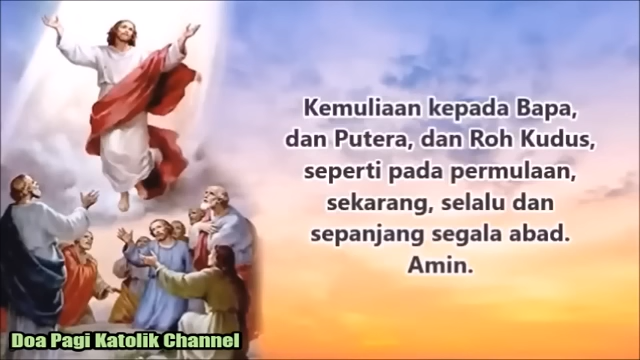 Kemuliaan kepada Bapa,
dan Putera, dan Roh Kudus,
seperti pada permulaan,
sekarang, selalu dan
sepanjang segala abad.
Amin.
Doa Pagi Katolik Channel